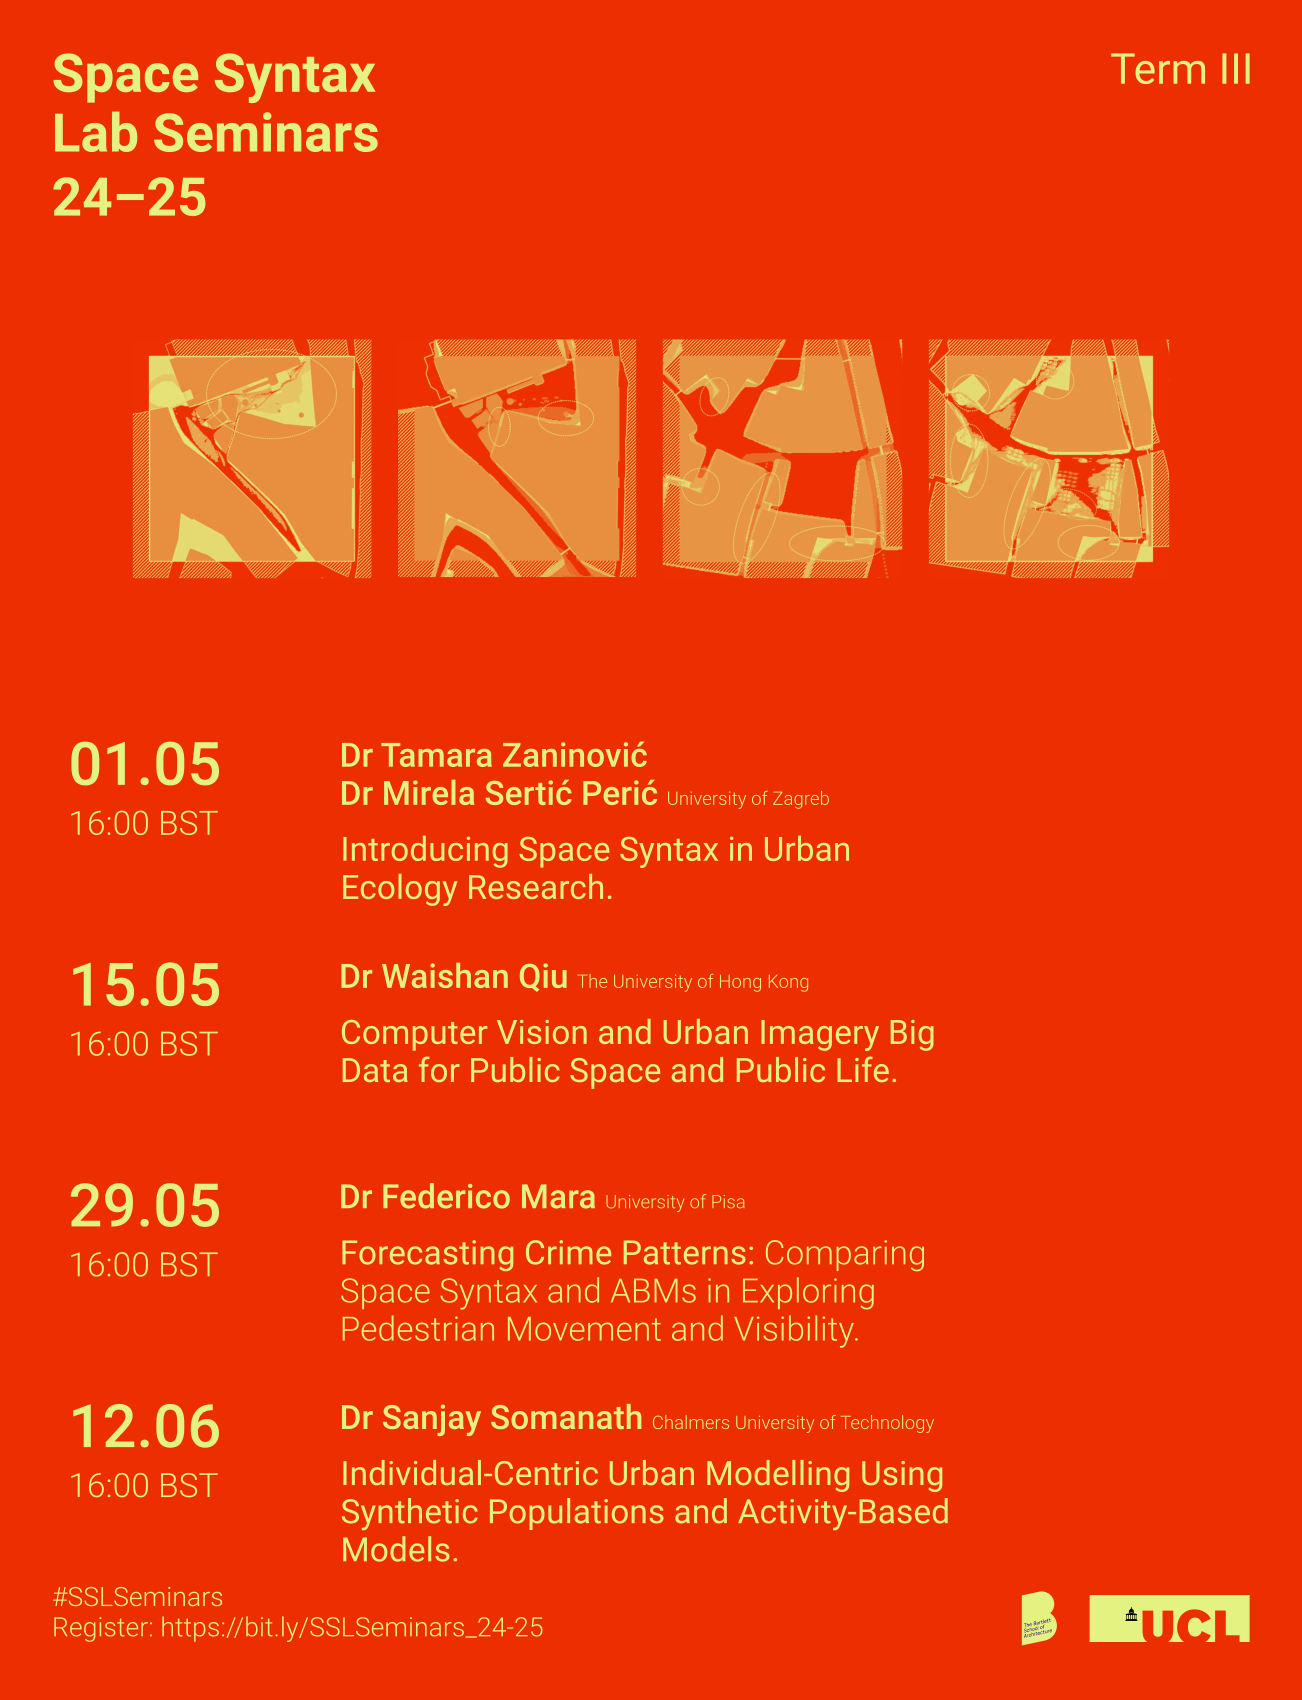 Space Syntax
Lab Seminars
24–25
Term III
01.05
16:00 BST
Dr Tamara Zaninović
Dr Mirela Sertić Perić University of Zagreb
Introducing Space Syntax in Urban
Ecology Research.
15.05
16:00 BST
Dr Waishan Qiu The University of Hong Kong
Computer Vision and Urban Imagery Big
Data for Public Space and Public Life.
29.05
16:00 BST
Dr Federico Mara University of Pisa
Forecasting Crime Patterns: Comparing
Space Syntax and ABMs in Exploring
Pedestrian Movement and Visibility.
12.06
16:00 BST
Dr Sanjay Somanath Chalmers University of Technology
Individual-Centric Urban Modelling Using
Synthetic Populations and Activity-Based
Models.
#SSLSeminars
Register: https://bit.ly/SSLSeminars_24-25
The Bartlett
School of
Architecture
UCL